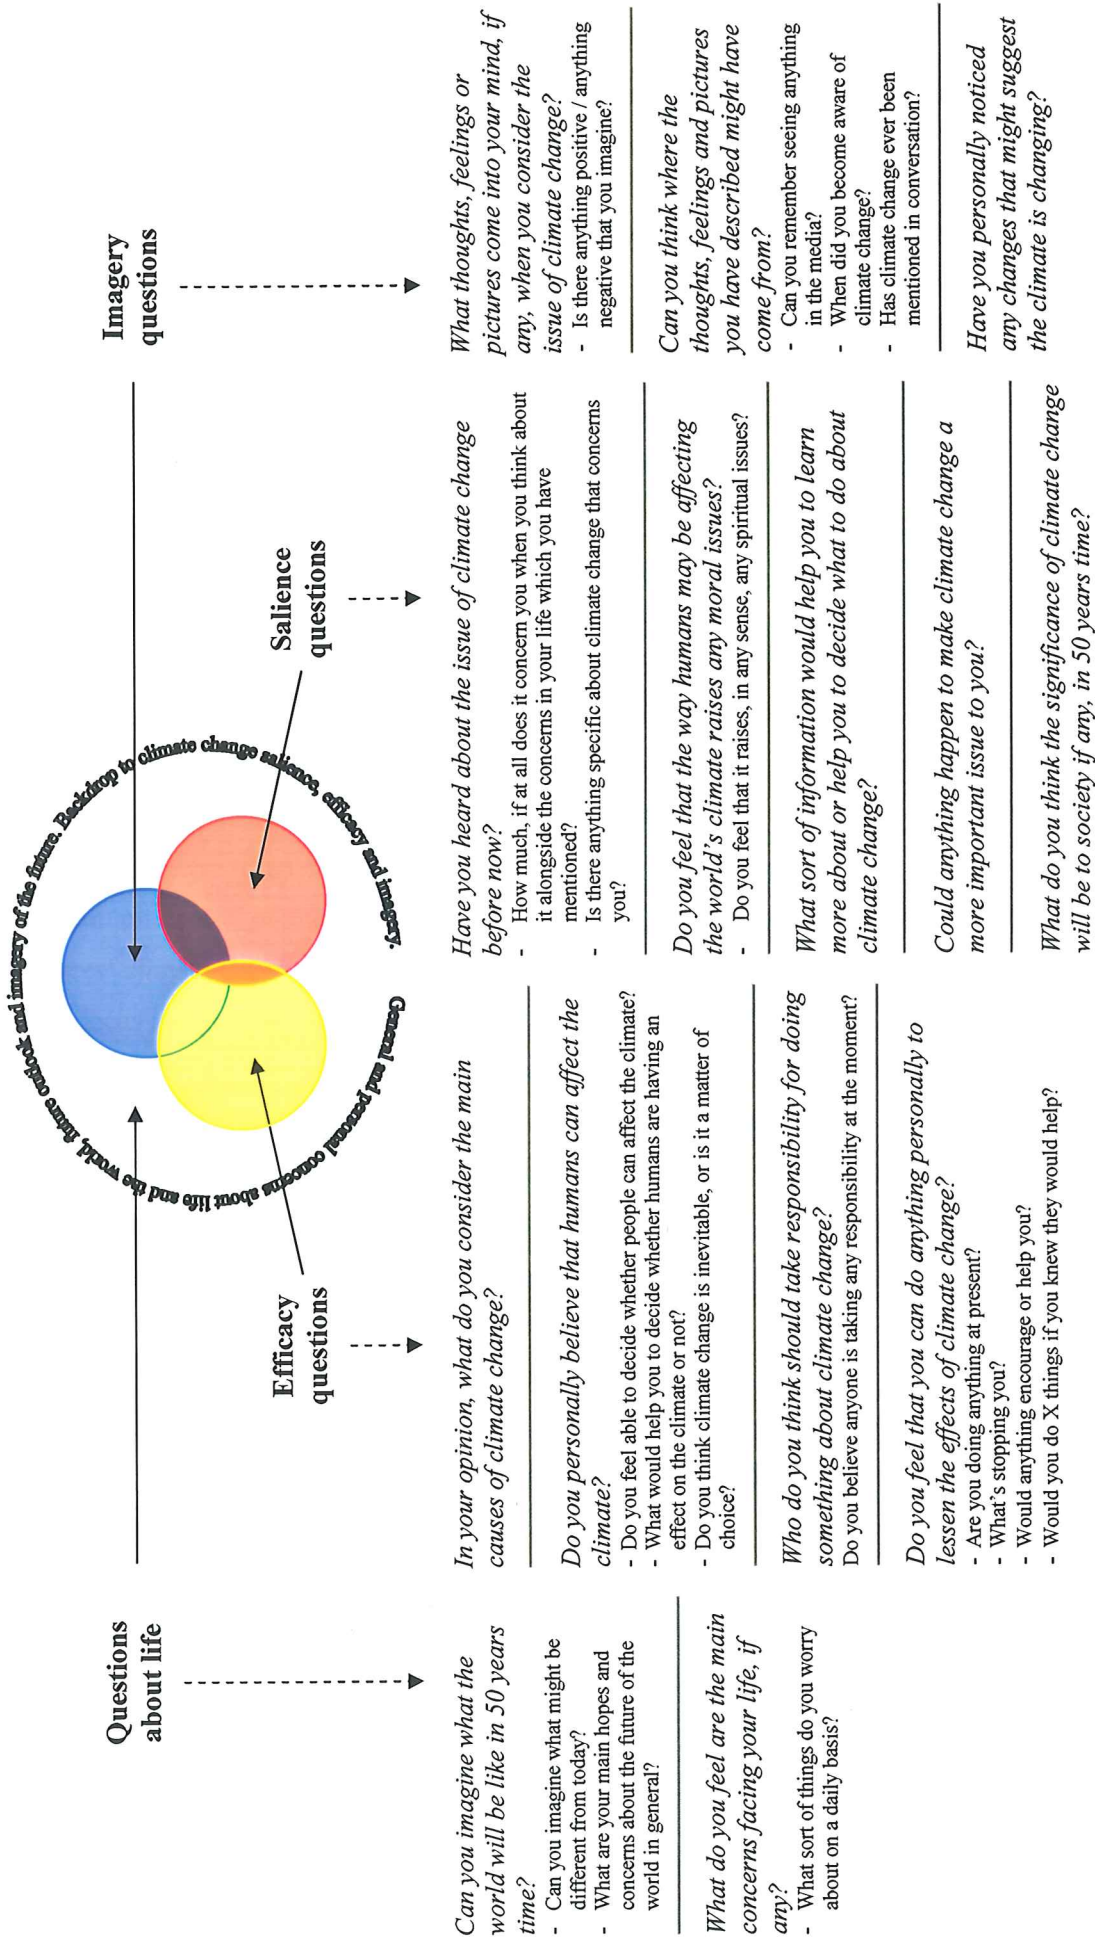 General and personal concerns about life and the world, future outlook and imagery of the future. Backdrop to climate change salience, efficacy and imagery.
Questions
about life
Can you imagine what the
world will be like in 50 years
time?
- Can you imagine what might be
different from today?
- What are your main hopes and
concerns about the future of the
world in general?
What do you feel are the main
concerns facing your life, if
any?
- What sort of things do you worry
about on a daily basis?
Efficacy
questions
In your opinion, what do you consider the main
causes of climate change?
Do you personally believe that humans can affect the
climate?
- Do you feel able to decide whether people can affect the climate?
- What would help you to decide whether humans are having an
effect on the climate or not?
- Do you think climate change is inevitable, or is it a matter of
choice?
Who do you think should take responsibility for doing
something about climate change?
Do you believe anyone is taking any responsibility at the moment?
Do you feel that you can do anything personally to
lessen the effects of climate change?
- Are you doing anything at present?
- What's stopping you?
- Would anything encourage or help you?
- Would you do X things if you knew they would help?
Salience
questions
Have you heard about the issue of climate change
before now?
- How much, if at all does it concern you when you think about
it alongside the concerns in your life which you have
mentioned?
- Is there anything specific about climate change that concerns
you?
Do you feel that the way humans may be affecting
the world's climate raises any moral issues?
- Do you feel that it raises, in any sense, any spiritual issues?
What sort of information would help you to learn
more about or help you to decide what to do about
climate change?
Could anything happen to make climate change a
more important issue to you?
What do you think the significance of climate change
will be to society if any, in 50 years time?
Imagery
questions
What thoughts, feelings or
pictures come into your mind, if
any, when you consider the
issue of climate change?
- Is there anything positive / anything
negative that you imagine?
Can you think where the
thoughts, feelings and pictures
you have described might have
come from?
- Can you remember seeing anything
in the media?
- When did you become aware of
climate change?
- Has climate change ever been
mentioned in conversation?
Have you personally noticed
any changes that might suggest
the climate is changing?